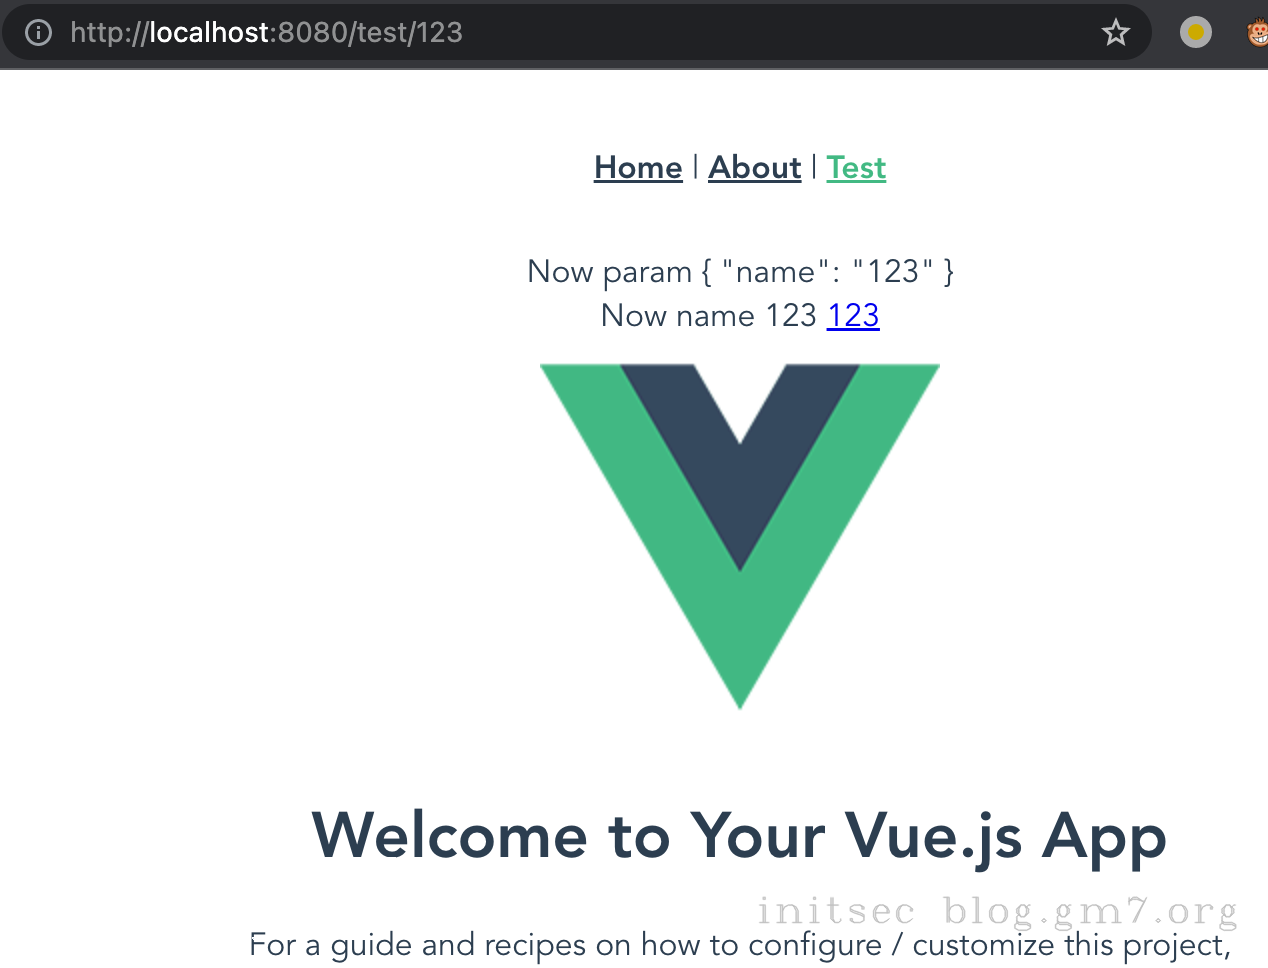 http://localhost:8080/test/123
Home | About | Test
Now param { "name": "123" }
Now name 123 123
Welcome to Your Vue.js App
initsec blog.gm7.org
For a guide and recipes on how to configure / customize this project,